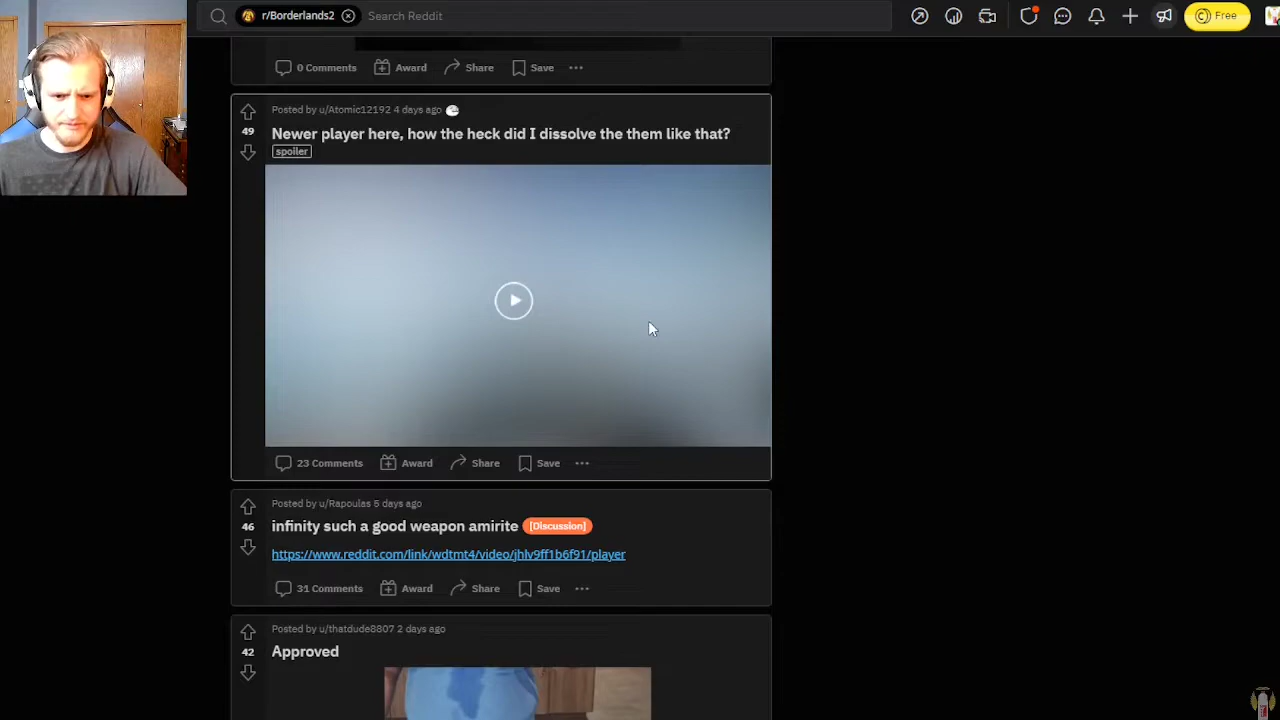 r/Borderlands2 Search Reddit Free
0 Comments Award Share Save
Posted by u/Atomic12192 4 days ago
49
Newer player here, how the heck did I dissolve the them like that?
spoiler
23 Comments Award Share Save
Posted by u/Rapoulas 5 days ago
46
infinity such a good weapon amirite [Discussion]
https://www.reddit.com/link/wdtmt4/video/jhlv9ff1b6f91/player
31 Comments Award Share Save
Posted by u/thatdude8807 2 days ago
42
Approved